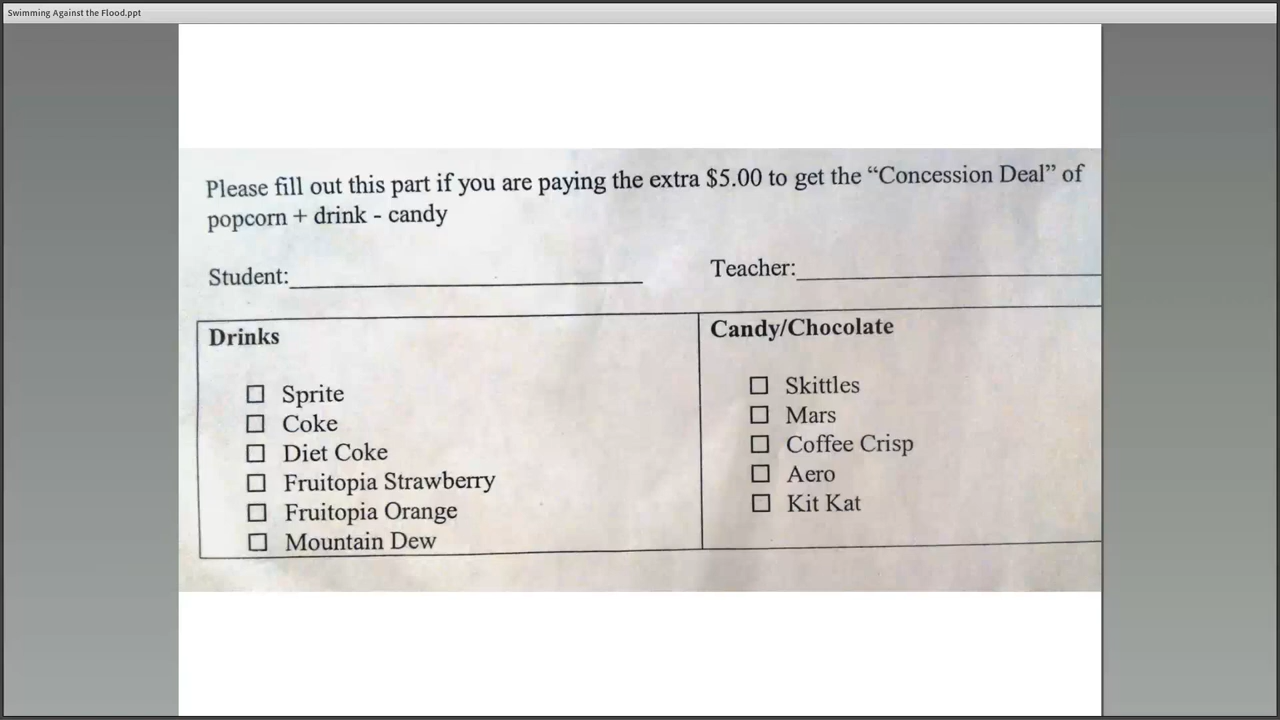 Swimming Against the Flood.ppt
Please fill out this part if you are paying the extra $5.00 to get the “Concession Deal” of
popcorn + drink - candy
Student:
Teacher:
Drinks
Sprite
Coke
Diet Coke
Fruitopia Strawberry
Fruitopia Orange
Mountain Dew
Candy/Chocolate
Skittles
Mars
Coffee Crisp
Aero
Kit Kat